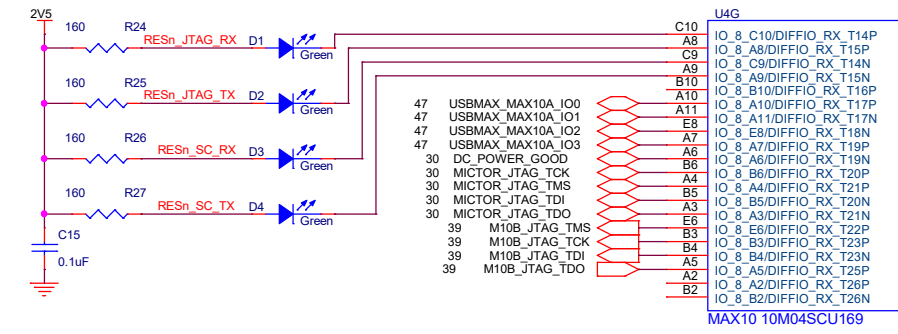 2V5
160 R24
RESn_JTAG_RX D1
Green
160 R25
RESn_JTAG_TX D2
Green
160 R26
RESn_SC_RX D3
Green
160 R27
RESn_SC_TX D4
Green
C15
0.1uF
U4G
C10 IO_8_C10/DIFFIO_RX_T14P
A8 IO_8_A8/DIFFIO_RX_T15P
C9 IO_8_C9/DIFFIO_RX_T14N
A9 IO_8_A9/DIFFIO_RX_T15N
B10 IO_8_B10/DIFFIO_RX_T16P
47 USBMAX_MAX10A_IO0 A10 IO_8_A10/DIFFIO_RX_T17P
47 USBMAX_MAX10A_IO1 A11 IO_8_A11/DIFFIO_RX_T17N
47 USBMAX_MAX10A_IO2 E8 IO_8_E8/DIFFIO_RX_T18N
47 USBMAX_MAX10A_IO3 A7 IO_8_A7/DIFFIO_RX_T19P
30 DC_POWER_GOOD A6 IO_8_A6/DIFFIO_RX_T19N
30 MICTOR_JTAG_TCK B6 IO_8_B6/DIFFIO_RX_T20P
30 MICTOR_JTAG_TMS A4 IO_8_A4/DIFFIO_RX_T21P
30 MICTOR_JTAG_TDI B5 IO_8_B5/DIFFIO_RX_T20N
30 MICTOR_JTAG_TDO A3 IO_8_A3/DIFFIO_RX_T21N
39 M10B_JTAG_TMS E6 IO_8_E6/DIFFIO_RX_T22P
39 M10B_JTAG_TCK B3 IO_8_B3/DIFFIO_RX_T23P
39 M10B_JTAG_TDI B4 IO_8_B4/DIFFIO_RX_T23N
39 M10B_JTAG_TDO A5 IO_8_A5/DIFFIO_RX_T25P
A2 IO_8_A2/DIFFIO_RX_T26P
B2 IO_8_B2/DIFFIO_RX_T26N
MAX10 10M04SCU169